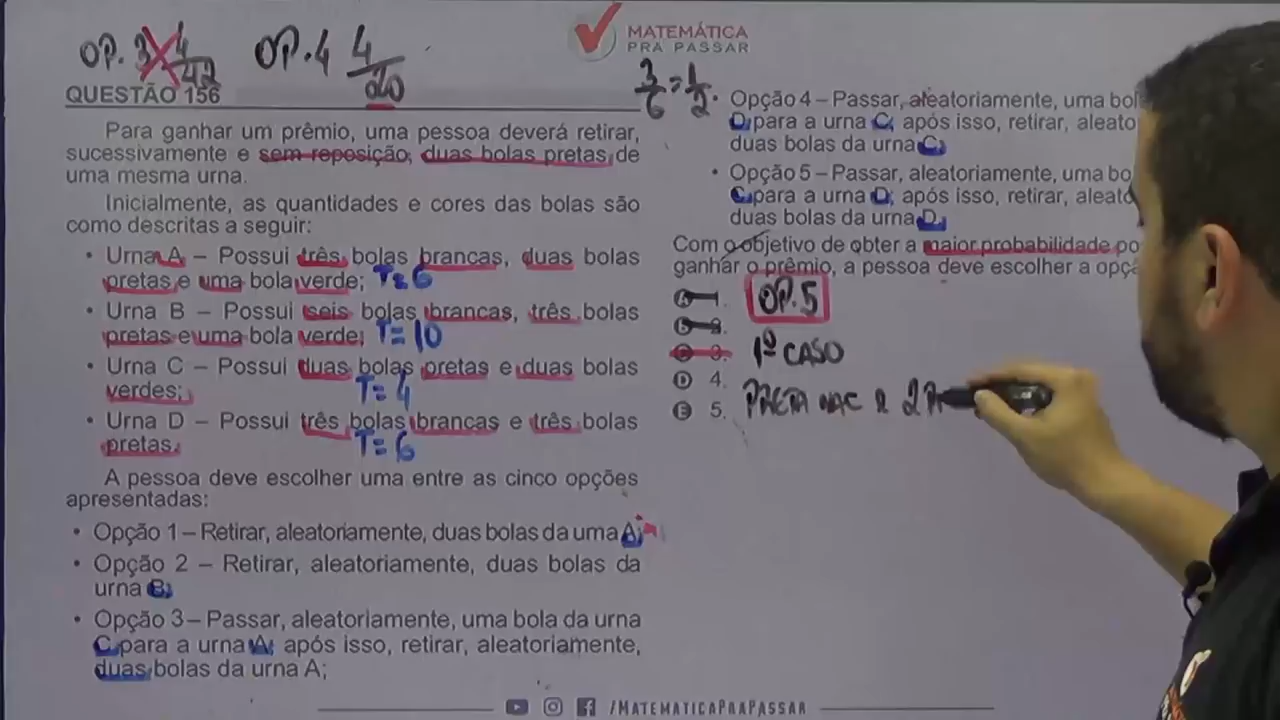 OP. 3 4/42
OP. 4 4/20
MATEMÁTICA
PRA PASSAR
QUESTÃO 156
Para ganhar um prêmio, uma pessoa deverá retirar,
sucessivamente e sem reposição, duas bolas pretas de
uma mesma urna.
Inicialmente, as quantidades e cores das bolas são
como descritas a seguir:
• Urna A – Possui três bolas brancas, duas bolas
pretas e uma bola verde; T=6
• Urna B – Possui seis bolas brancas, três bolas
pretas e uma bola verde; T=10
• Urna C – Possui duas bolas pretas e duas bolas
verdes; T=4
• Urna D – Possui três bolas brancas e três bolas
pretas. T=6
A pessoa deve escolher uma entre as cinco opções
apresentadas:
• Opção 1 – Retirar, aleatoriamente, duas bolas da urna A;
• Opção 2 – Retirar, aleatoriamente, duas bolas da
urna B;
• Opção 3 – Passar, aleatoriamente, uma bola da urna
C para a urna A; após isso, retirar, aleatoriamente,
duas bolas da urna A;
3/6 = 1/2
• Opção 4 – Passar, aleatoriamente, uma
D, para a urna C; após isso, retirar,
duas bolas da urna C;
• Opção 5 – Passar, aleatoriamente, uma
C, para a urna D; após isso, retirar,
duas bolas da urna D.
Com o objetivo de obter a maior probabilidade
ganhar o prêmio, a pessoa deve escolher a
A 1. OP. 5
B 2.
C 3. 1º CASO
D 4.
E 5. PRETA 2
/MATEMATICAPRAPASSAR